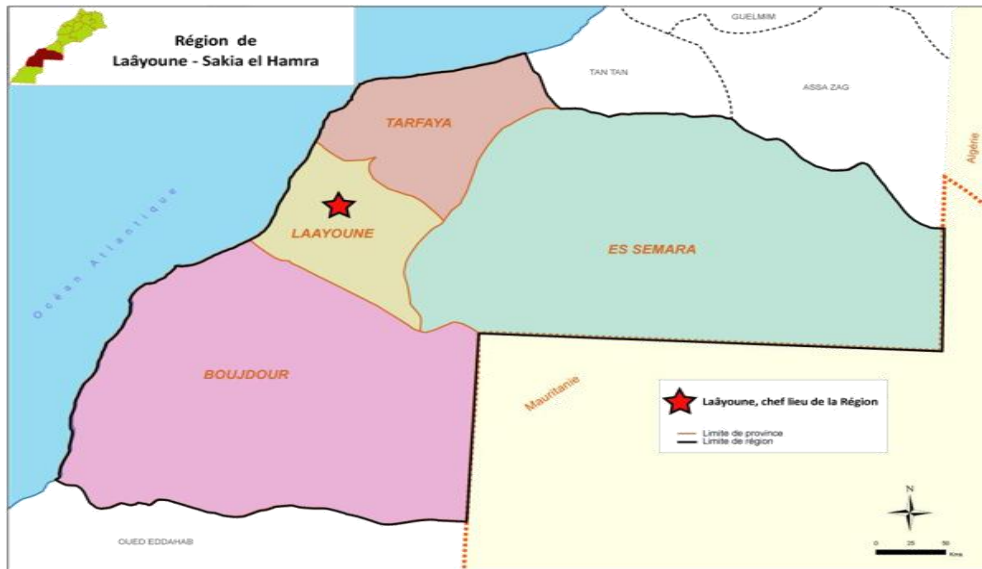 Région de
Laâyoune - Sakia el Hamra
GUELMIM
TAN TAN
ASSA ZAG
TARFAYA
Algérie
LAAYOUNE
ES SEMARA
Océan Atlantique
BOUJDOUR
Mauritanie
Laâyoune, chef lieu de la Région
Limite de province
Limite de région
N
OUED EDDAHAB
0 25 50
Kms